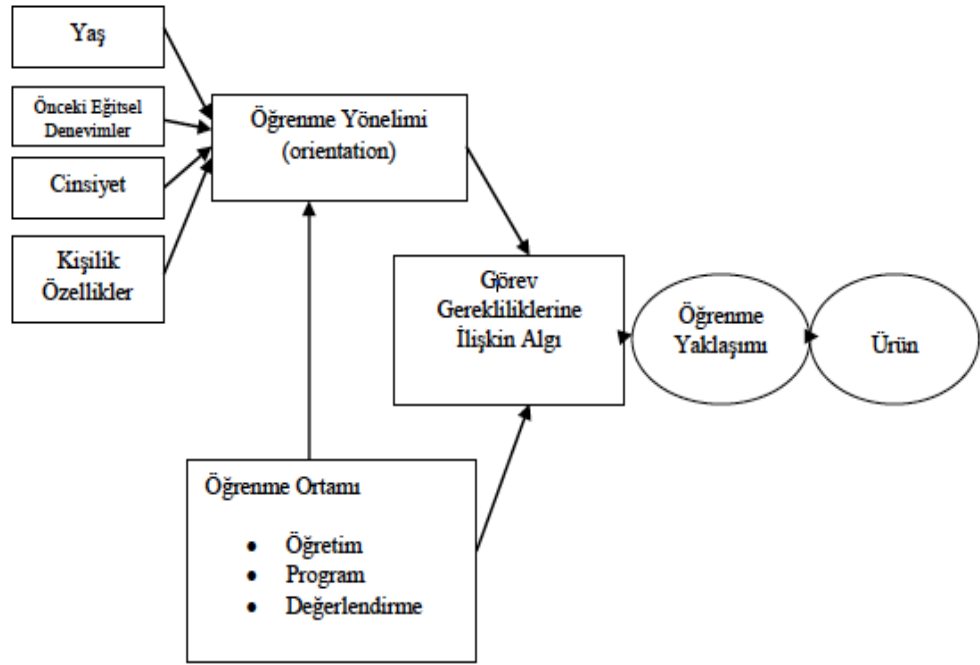 Yaş
Önceki Eğitsel
Denevimler
Cinsiyet
Kişilik
Özellikler
Öğrenme Yönelimi
(orientation)
Görev
Gerekliliklerine
İlişkin Algı
Öğrenme
Yaklaşımı
Ürün
Öğrenme Ortamı
• Öğretim
• Program
• Değerlendirme